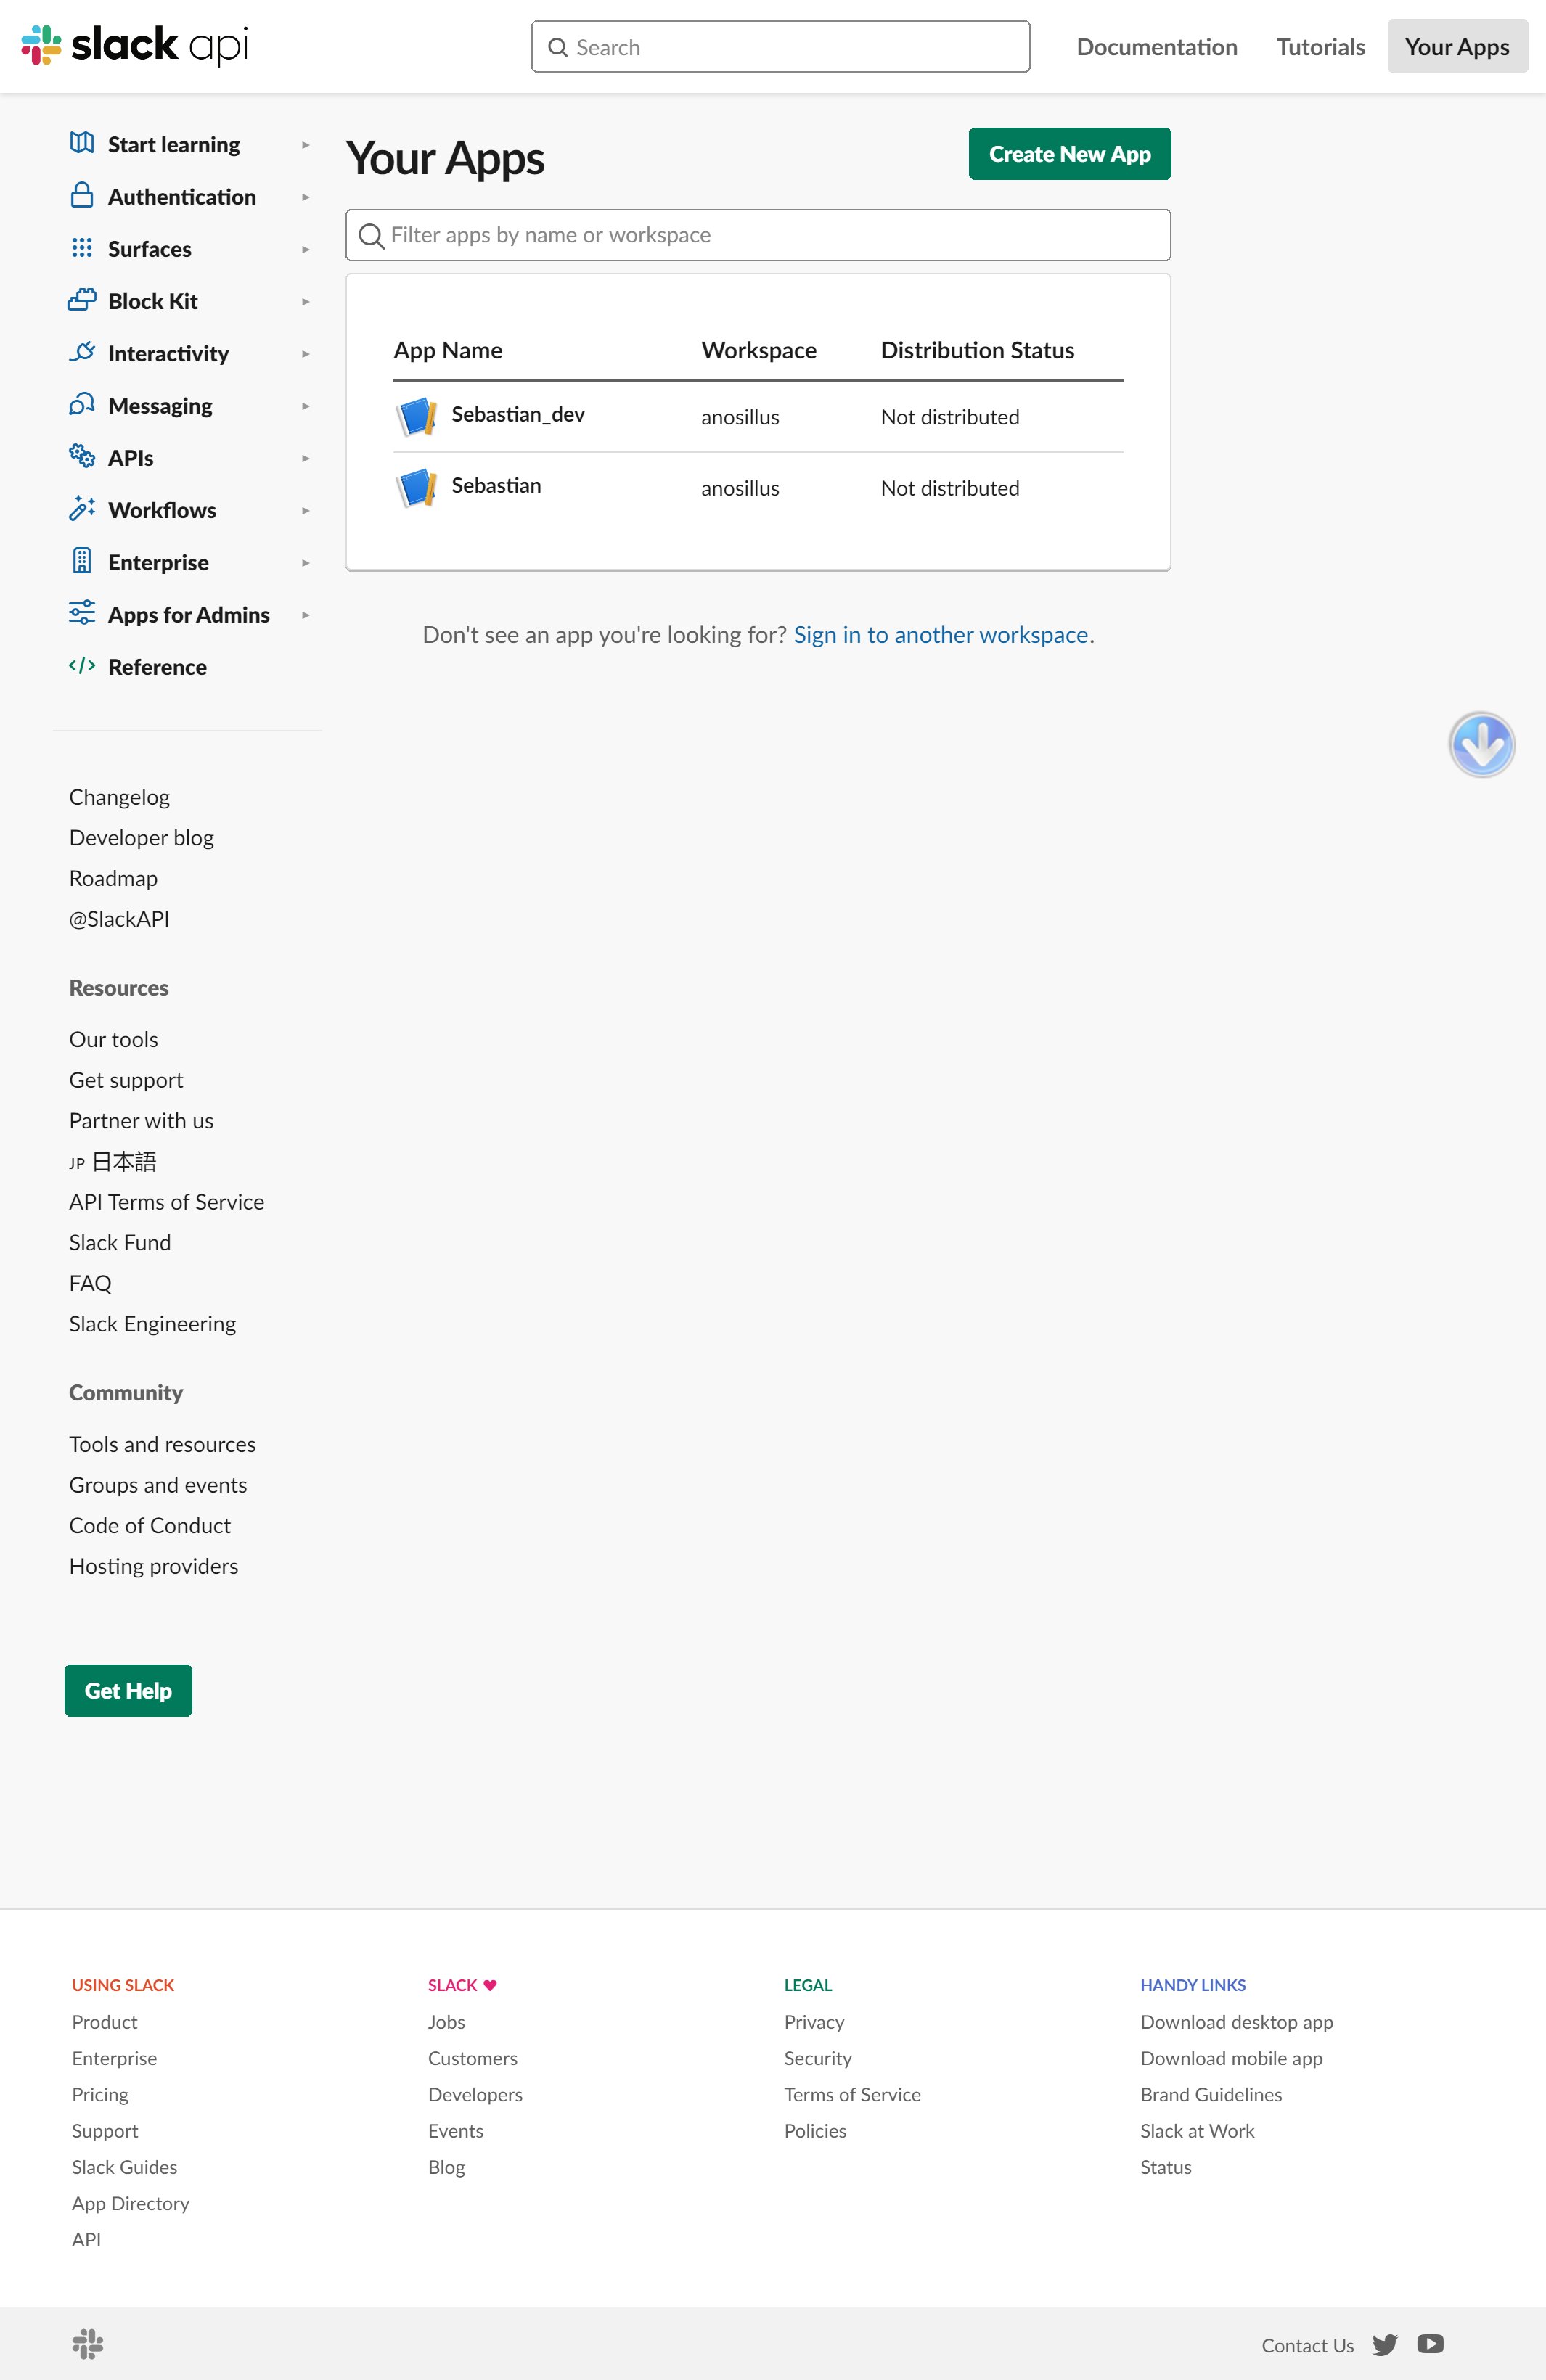 slack api
Search
Documentation
Tutorials
Your Apps
Start learning
Authentication
Surfaces
Block Kit
Interactivity
Messaging
APIs
Workflows
Enterprise
Apps for Admins
Reference
Changelog
Developer blog
Roadmap
@SlackAPI
Resources
Our tools
Get support
Partner with us
JP 日本語
API Terms of Service
Slack Fund
FAQ
Slack Engineering
Community
Tools and resources
Groups and events
Code of Conduct
Hosting providers
Get Help
Your Apps
Create New App
Filter apps by name or workspace
App Name Workspace Distribution Status
Sebastian_dev anosillus Not distributed
Sebastian anosillus Not distributed
Don't see an app you're looking for? Sign in to another workspace.
USING SLACK
Product
Enterprise
Pricing
Support
Slack Guides
App Directory
API
SLACK ♥
Jobs
Customers
Developers
Events
Blog
LEGAL
Privacy
Security
Terms of Service
Policies
HANDY LINKS
Download desktop app
Download mobile app
Brand Guidelines
Slack at Work
Status
Contact Us